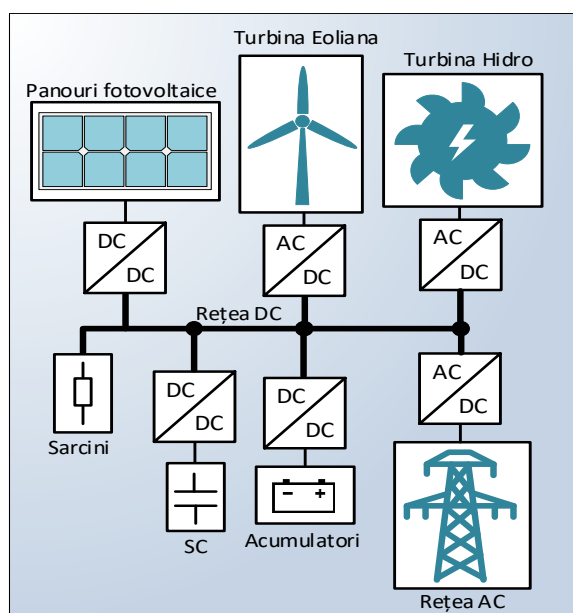 Turbina Eoliana
Turbina Hidro
Panouri fotovoltaice
DC
DC
AC
DC
AC
DC
Rețea DC
Sarcini
DC
DC
DC
DC
AC
DC
SC
- +
Acumulatori
Rețea AC